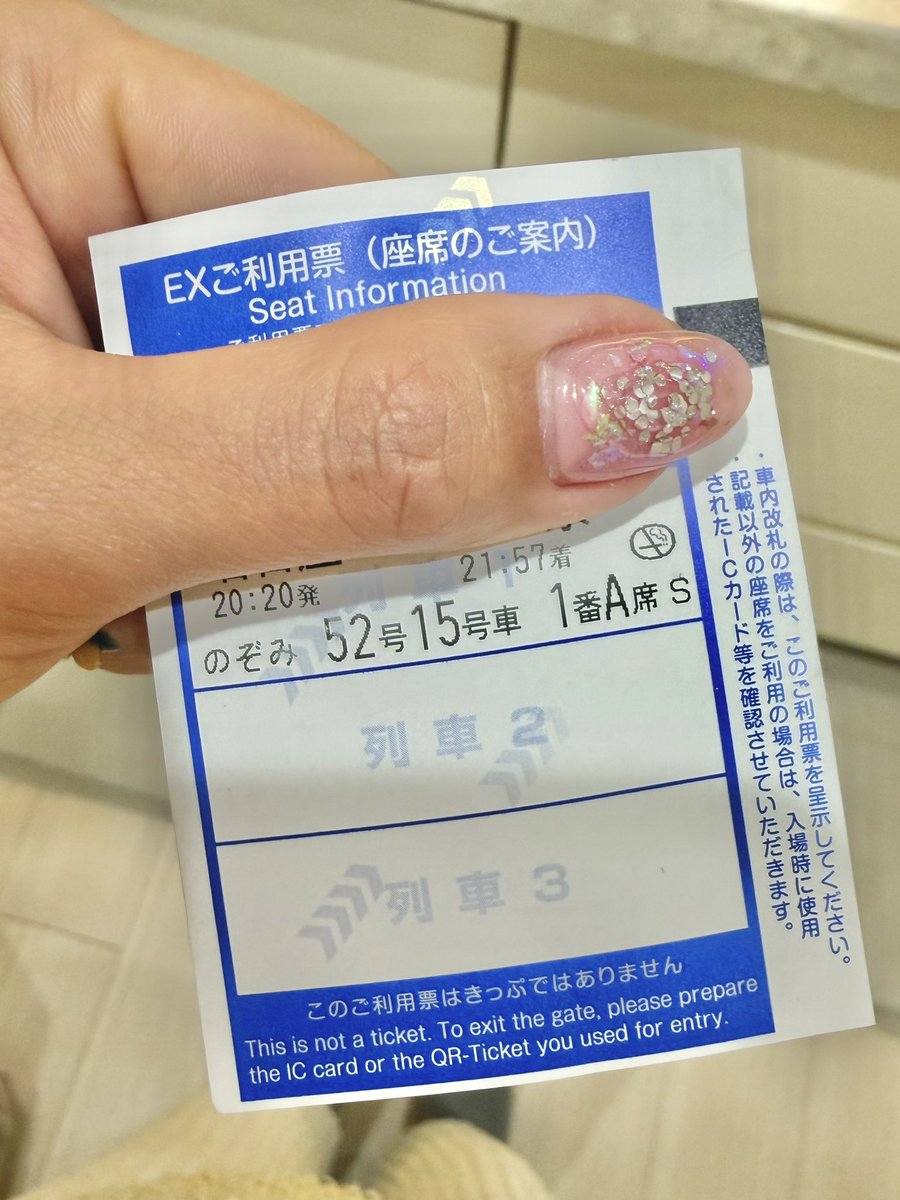 EXご利用票（座席のご案内）
Seat Information
20:20発
21:57着
のぞみ 52号15号車 1番A席 S
列車1
列車2
列車3
このご利用票はきっぷではありません
This is not a ticket. To exit the gate, please prepare
the IC card or the QR-Ticket you used for entry.
・車内改札の際は、このご利用票を呈示してください。
・記載以外の座席をご利用の場合は、入場時に使用
されたICカード等を確認させていただきます。